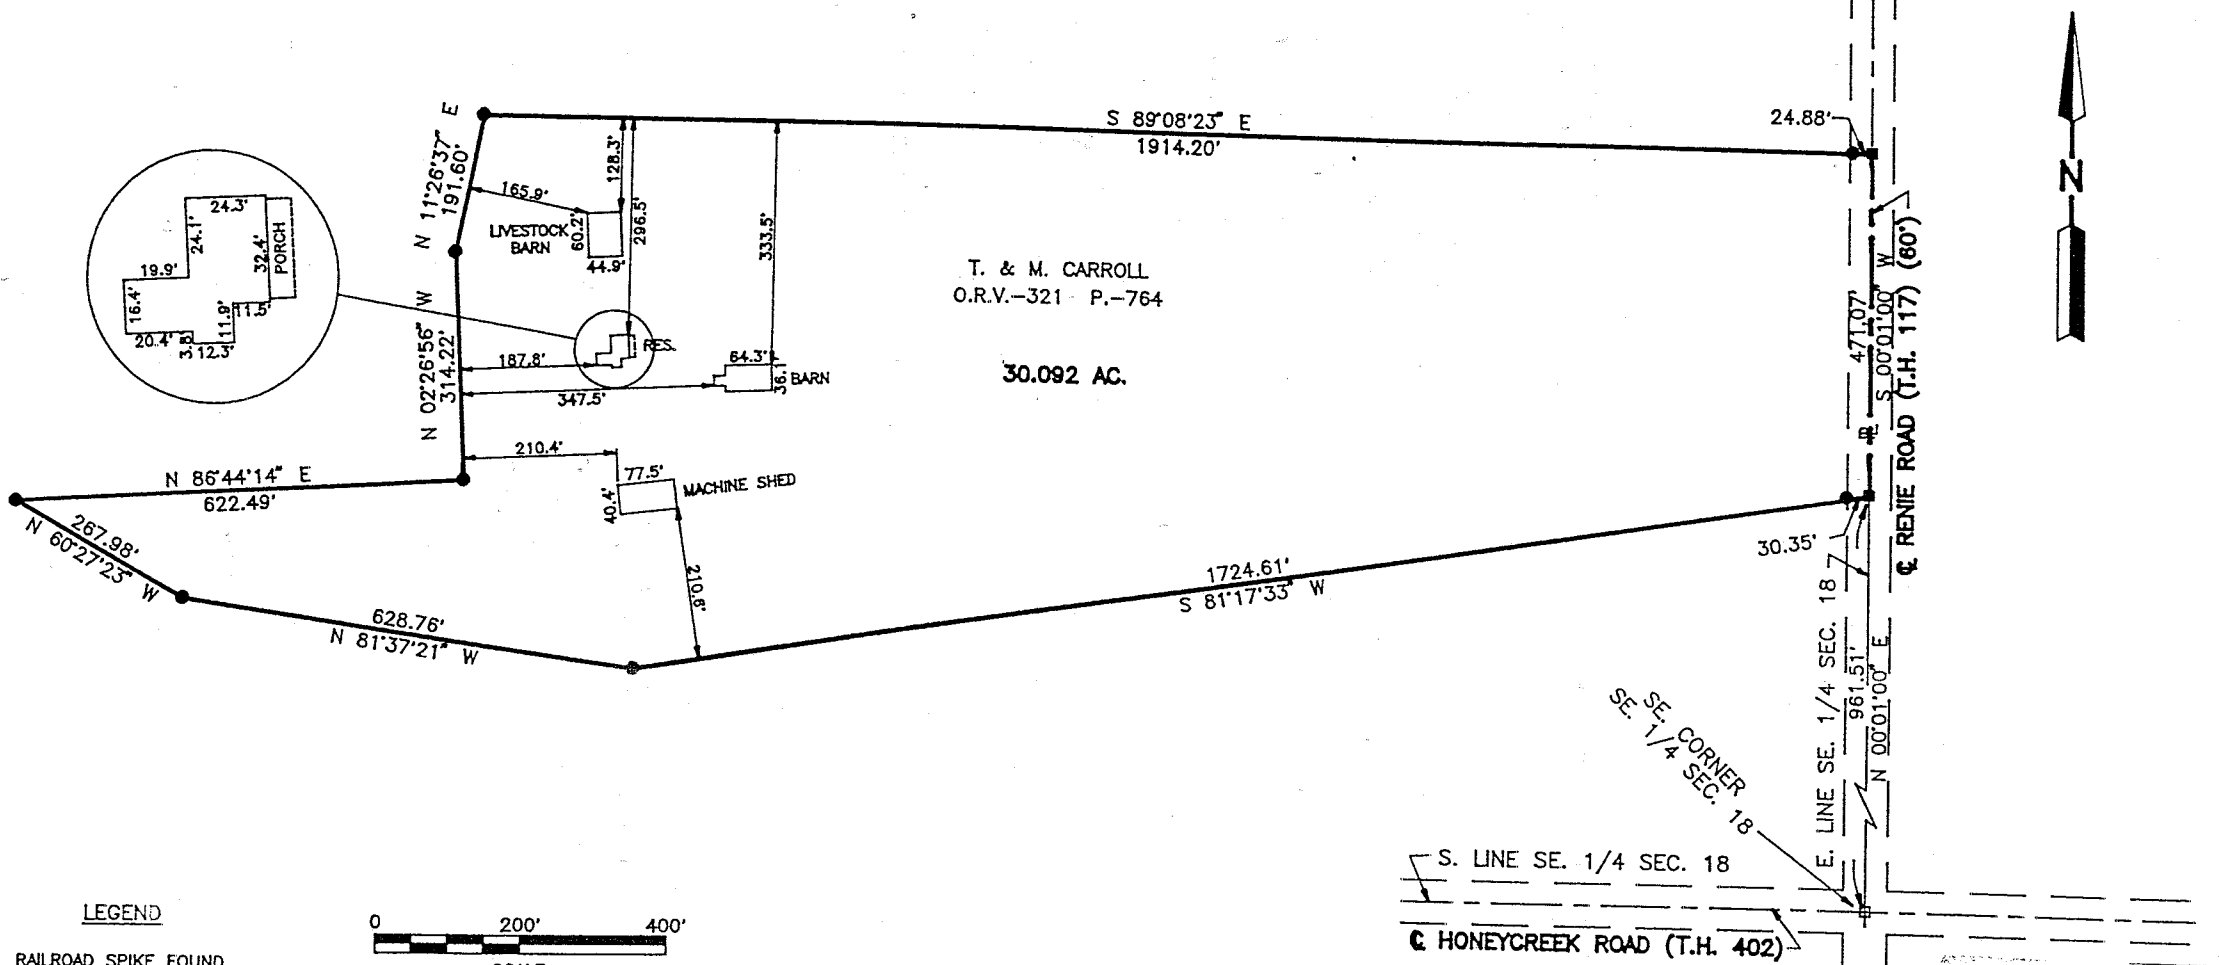 S 89°08'23" E
1914.20'
24.88'
N 11°26'37" E
191.60'
165.9'
128.3'
296.5'
333.5'
LIVESTOCK
BARN
60.2'
44.9'
24.3'
24.1'
32.4'
PORCH
19.9'
16.4'
11.9'
11.5'
20.4'
12.3'
N 02°26'56" W
314.22'
187.8'
RES.
64.3'
36.1'
BARN
347.5'
T. & M. CARROLL
O.R.V.-321 P.-764
30.092 AC.
N
471.07'
S 00°01'00" W
℄ RENIE ROAD (T.H. 117) (60')
210.4'
77.5'
40.4'
MACHINE SHED
210.6'
N 86°44'14" E
622.49'
267.98'
N 60°27'23" W
628.76'
N 81°37'21" W
1724.61'
S 81°17'33" W
30.35'
E. LINE SE. 1/4 SEC. 18
961.51'
N 00°01'00" E
SE. CORNER
SE. 1/4 SEC. 18
S. LINE SE. 1/4 SEC. 18
℄ HONEYCREEK ROAD (T.H. 402)
LEGEND
RAILROAD SPIKE FOUND
0 200' 400'